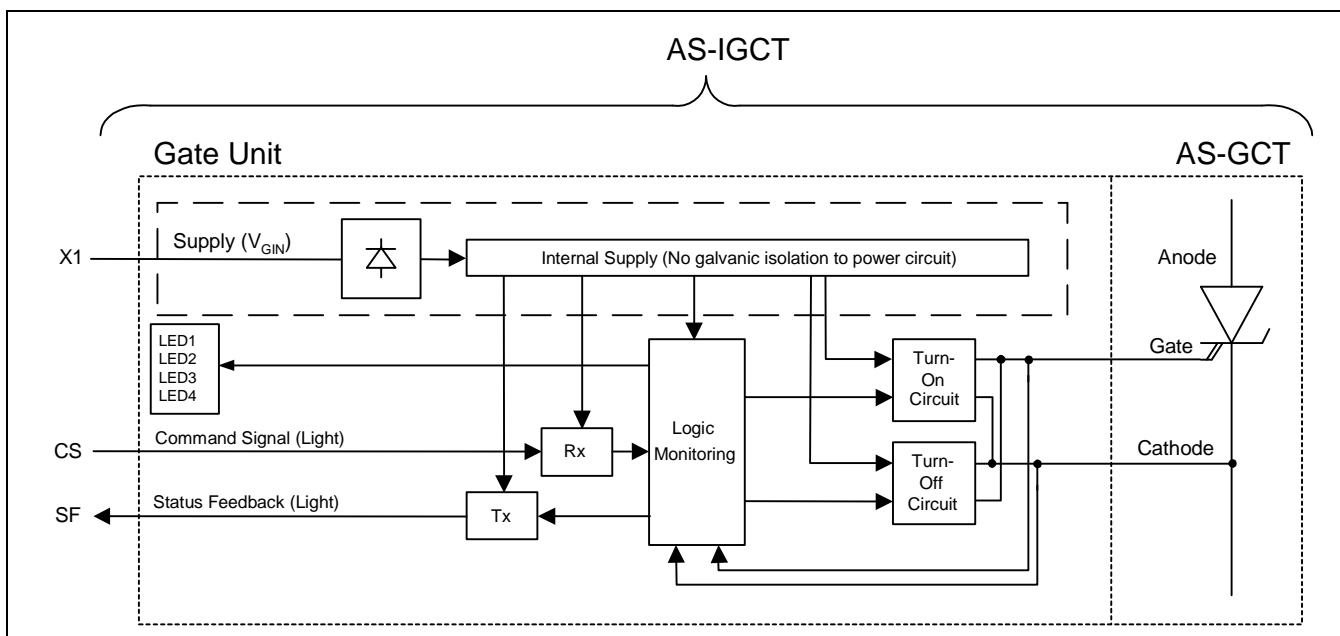 AS-IGCT
Gate Unit
AS-GCT
X1
Supply (VGIN)
Internal Supply (No galvanic isolation to power circuit)
Anode
LED1
LED2
LED3
LED4
Turn-
On
Circuit
Gate
Logic
Monitoring
CS
Command Signal (Light)
Rx
Turn-
Off
Circuit
Cathode
SF
Status Feedback (Light)
Tx